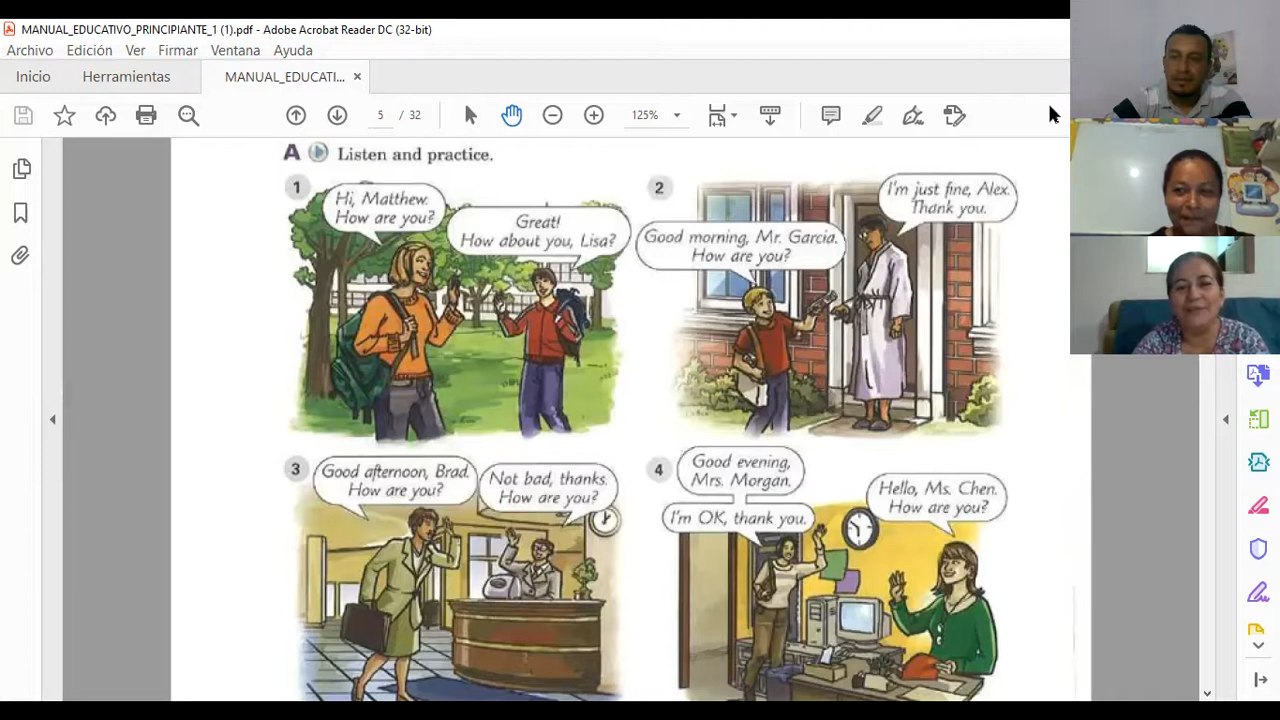 MANUAL_EDUCATIVO_PRINCIPIANTE_1 (1).pdf - Adobe Acrobat Reader DC (32-bit)
Archivo Edición Ver Firmar Ventana Ayuda
Inicio Herramientas MANUAL_EDUCATI... ×
5 / 32 125%
A Listen and practice.
1
Hi, Matthew.
How are you?
Great!
How about you, Lisa?
2
Good morning, Mr. Garcia.
How are you?
I'm just fine, Alex.
Thank you.
3
Good afternoon, Brad.
How are you?
Not bad, thanks.
How are you?
4
Good evening,
Mrs. Morgan.
Hello, Ms. Chen.
How are you?
I'm OK, thank you.